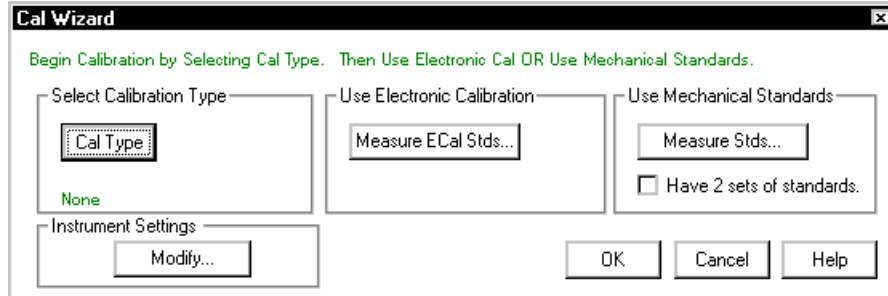 Cal Wizard
Begin Calibration by Selecting Cal Type. Then Use Electronic Cal OR Use Mechanical Standards.
Select Calibration Type
Cal Type
None
Use Electronic Calibration
Measure ECal Stds...
Use Mechanical Standards
Measure Stds...
Have 2 sets of standards.
Instrument Settings
Modify...
OK
Cancel
Help